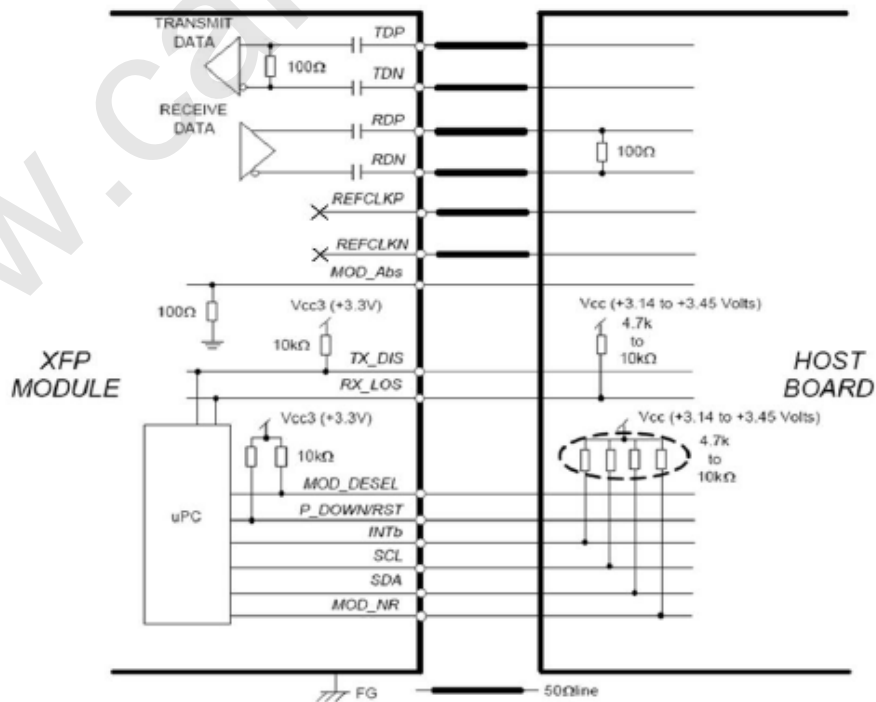 w.ca
TRANSMIT
DATA
TDP
100Ω
TDN
RECEIVE
DATA
RDP
RDN
100Ω
REFCLKP
REFCLKN
MOD_Abs
100Ω
Vcc3 (+3.3V)
10kΩ
Vcc (+3.14 to +3.45 Volts)
4.7k
to
10kΩ
TX_DIS
RX_LOS
XFP
MODULE
HOST
BOARD
Vcc3 (+3.3V)
10kΩ
Vcc (+3.14 to +3.45 Volts)
4.7k
to
10kΩ
MOD_DESEL
P_DOWN/RST
uPC
INTb
SCL
SDA
MOD_NR
FG
50Ωline